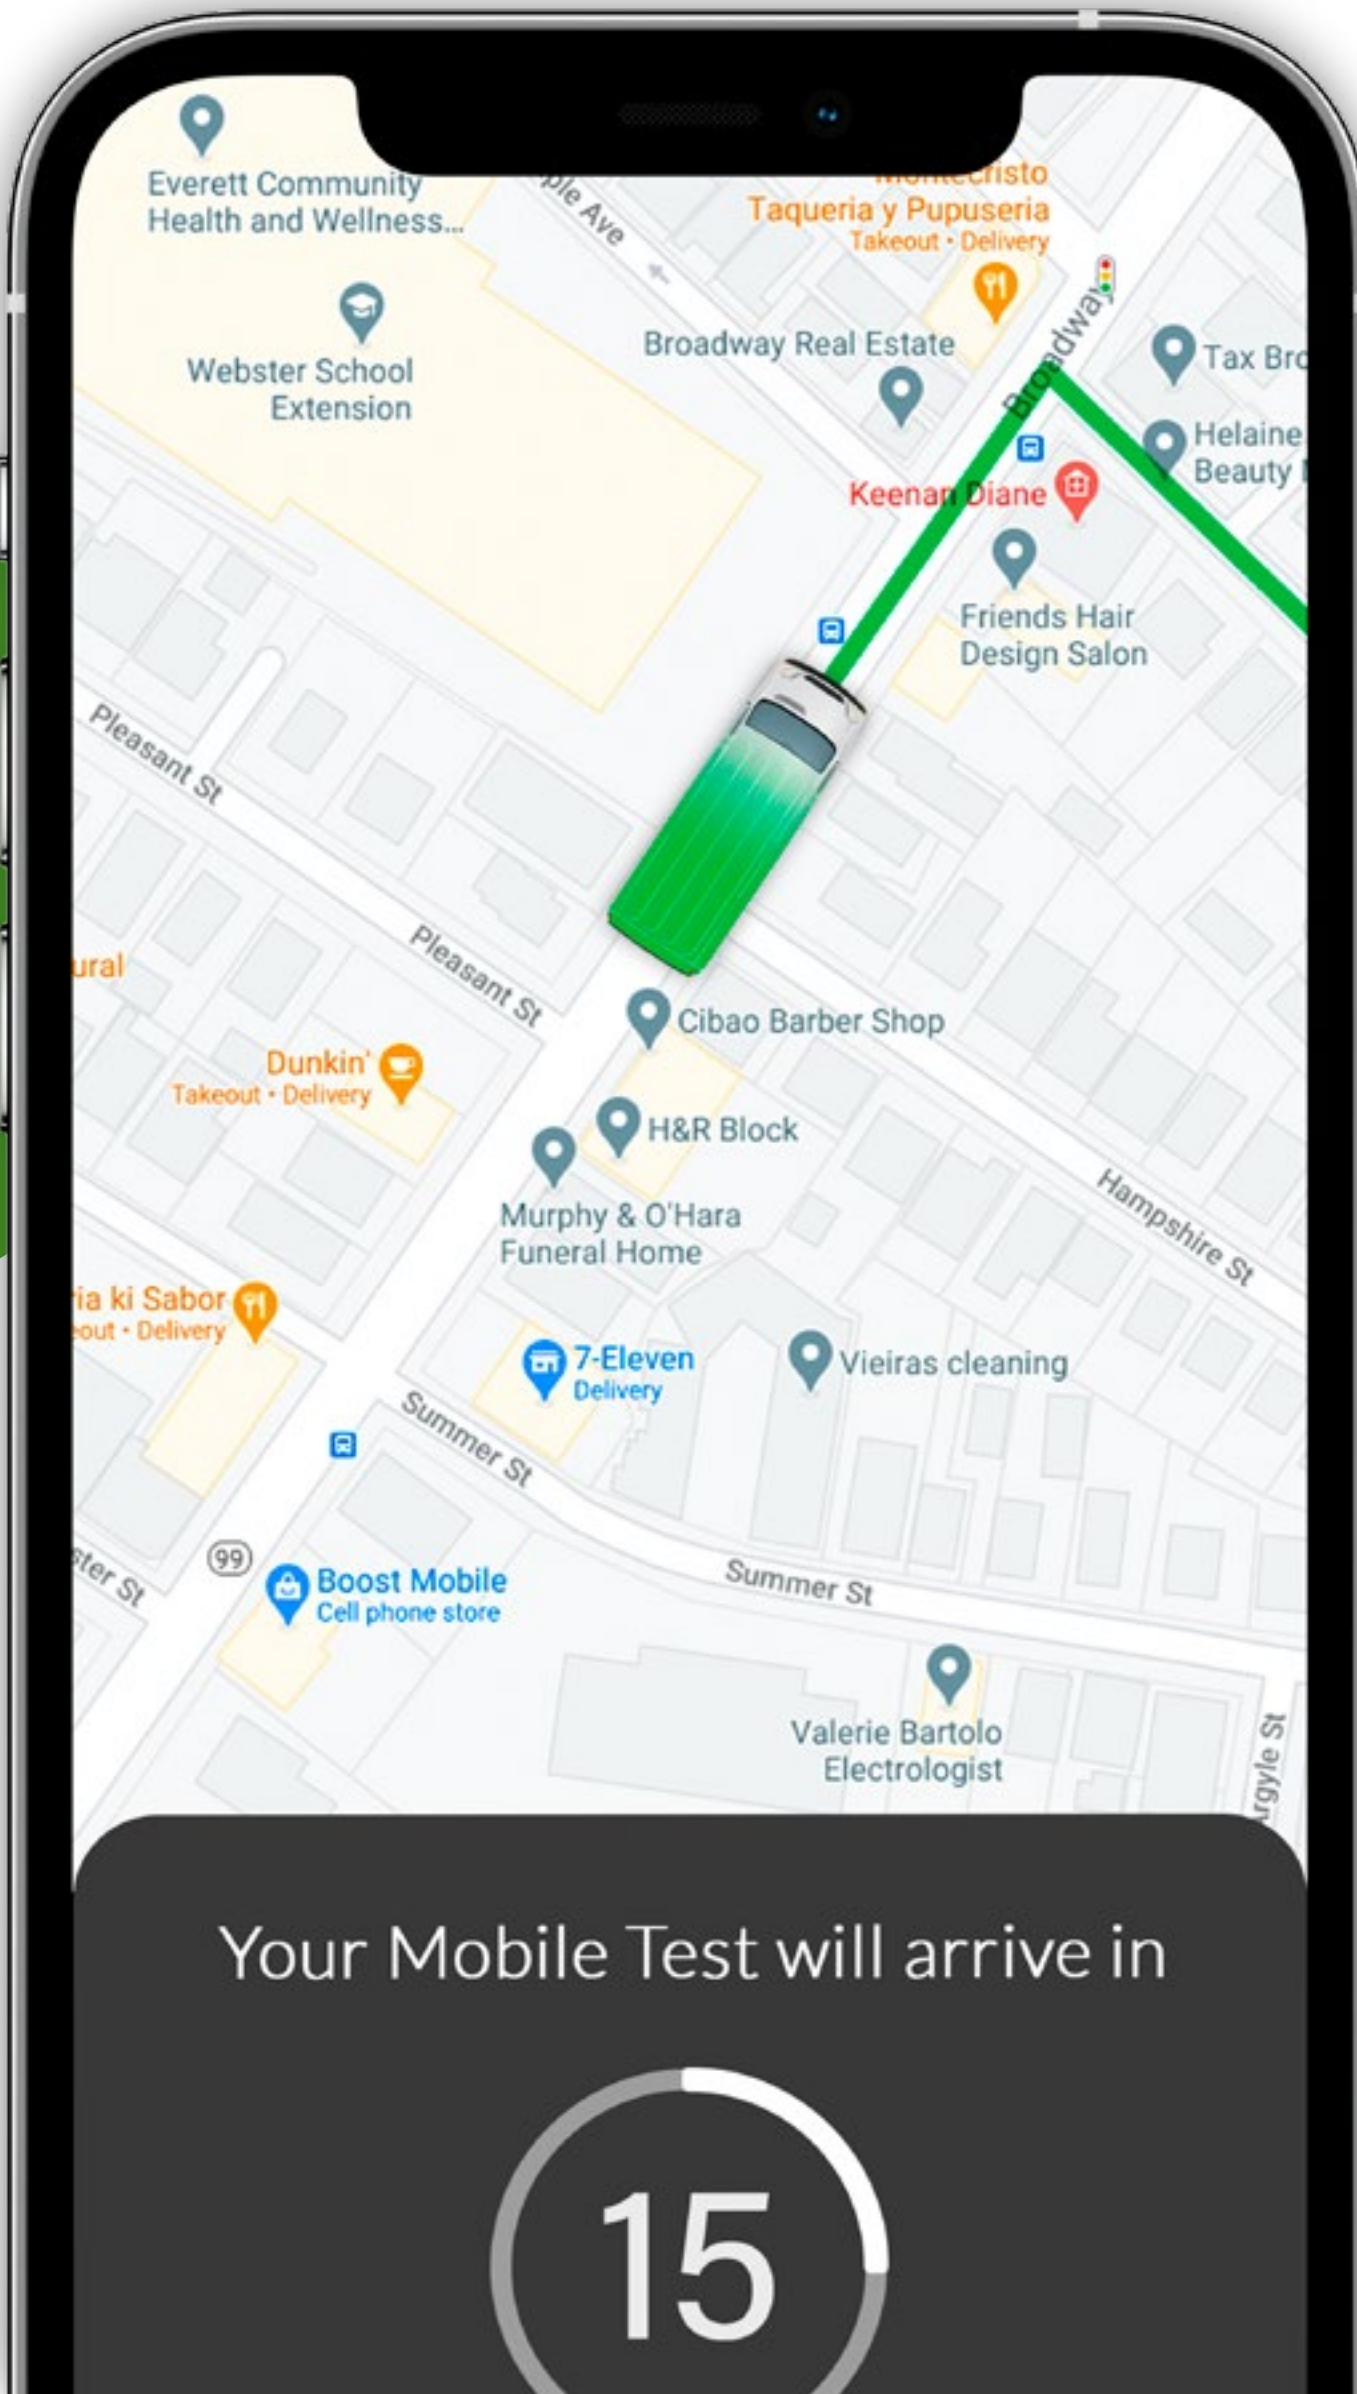 Everett Community
Health and Wellness...
Webster School
Extension
ple Ave
Montecristo
Taqueria y Pupuseria
Takeout • Delivery
Broadway Real Estate
Broadway
Tax Bro
Helaine
Beauty
Keenan Diane
Friends Hair
Design Salon
Pleasant St
Pleasant St
ural
Cibao Barber Shop
Dunkin'
Takeout • Delivery
H&R Block
Murphy & O'Hara
Funeral Home
Hampshire St
ria ki Sabor
eout • Delivery
7-Eleven
Delivery
Vieiras cleaning
Summer St
99
ster St
Boost Mobile
Cell phone store
Summer St
Valerie Bartolo
Electrologist
Argyle St
Your Mobile Test will arrive in
15